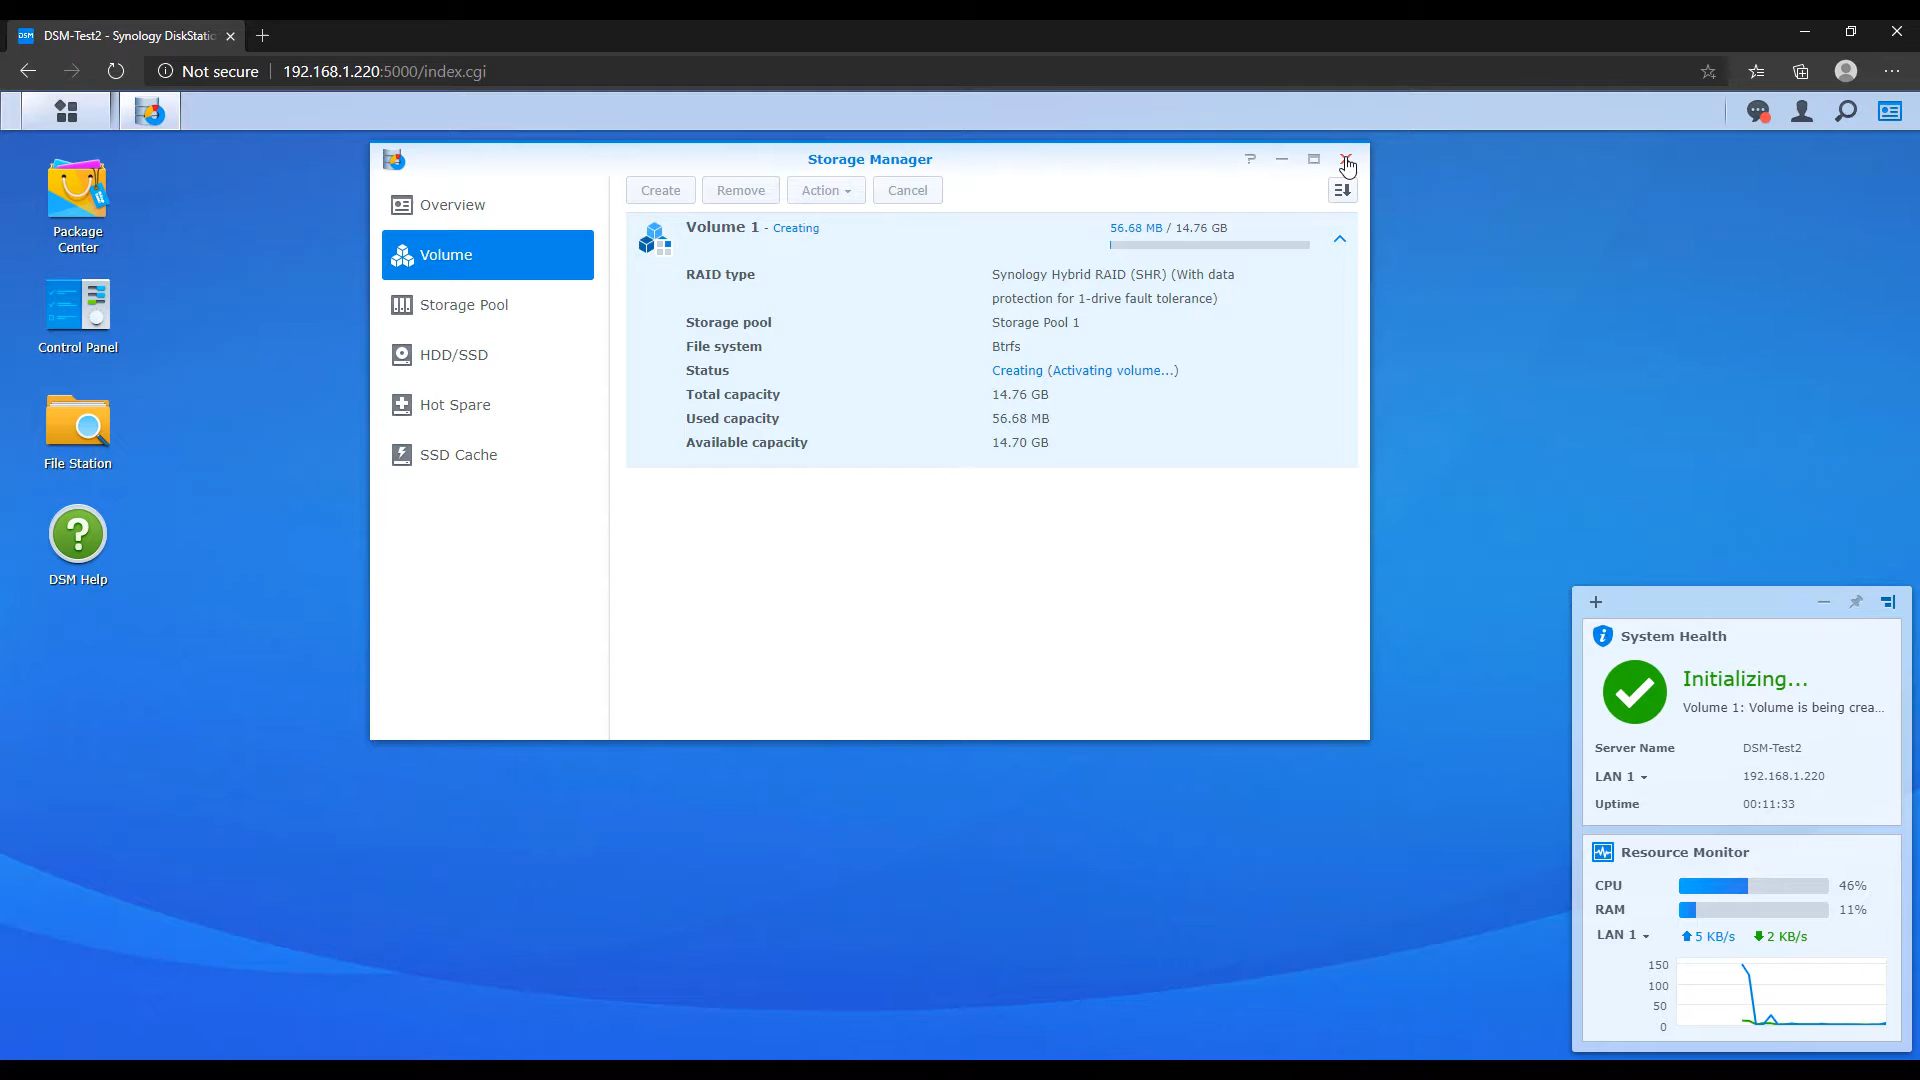 DSM-Test2 - Synology DiskStatio
Not secure
192.168.1.220:5000/index.cgi
Package
Center
Control Panel
File Station
DSM Help
Storage Manager
Overview
Volume
Storage Pool
HDD/SSD
Hot Spare
SSD Cache
Create
Remove
Action
Cancel
Volume 1 - Creating
56.68 MB / 14.76 GB
RAID type
Synology Hybrid RAID (SHR) (With data
protection for 1-drive fault tolerance)
Storage pool
Storage Pool 1
File system
Btrfs
Status
Creating (Activating volume...)
Total capacity
14.76 GB
Used capacity
56.68 MB
Available capacity
14.70 GB
System Health
Initializing...
Volume 1: Volume is being crea...
Server Name
DSM-Test2
LAN 1
192.168.1.220
Uptime
00:11:33
Resource Monitor
CPU
46%
RAM
11%
LAN 1
5 KB/s
2 KB/s
150
100
50
0